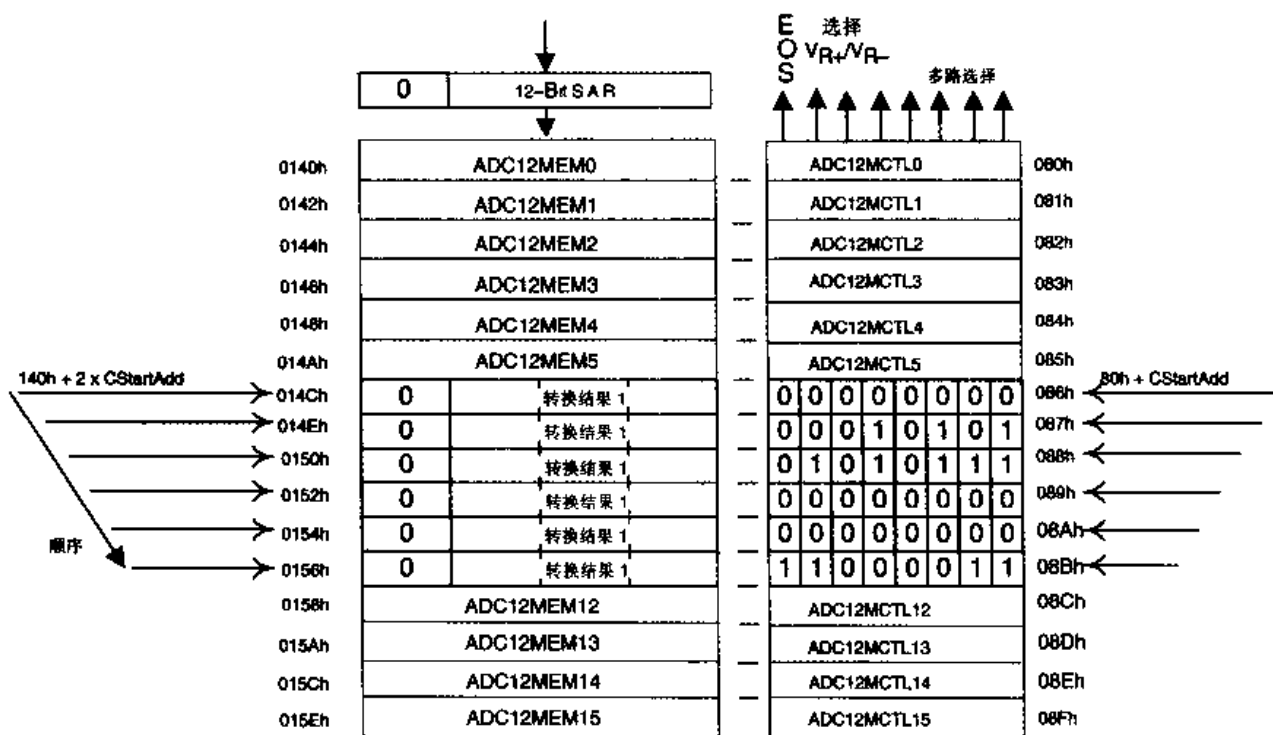 E
O
S
选择
VR+/VR–
多路选择
0 12–Bit S A R
0140h ADC12MEM0 ADC12MCTL0 080h
0142h ADC12MEM1 ADC12MCTL1 081h
0144h ADC12MEM2 ADC12MCTL2 082h
0146h ADC12MEM3 ADC12MCTL3 083h
0148h ADC12MEM4 ADC12MCTL4 084h
014Ah ADC12MEM5 ADC12MCTL5 085h
140h + 2 x CStartAdd
80h + CStartAdd
014Ch 0 转换结果 1 0 0 0 0 0 0 0 0 086h
014Eh 0 转换结果 1 0 0 0 1 0 1 0 1 087h
0150h 0 转换结果 1 0 1 0 1 0 1 1 1 088h
0152h 0 转换结果 1 0 0 0 0 0 0 0 0 089h
0154h 0 转换结果 1 0 0 0 0 0 0 0 0 08Ah
顺序
0156h 0 转换结果 1 1 1 0 0 0 0 1 1 08Bh
0158h ADC12MEM12 ADC12MCTL12 08Ch
015Ah ADC12MEM13 ADC12MCTL13 08Dh
015Ch ADC12MEM14 ADC12MCTL14 08Eh
015Eh ADC12MEM15 ADC12MCTL15 08Fh